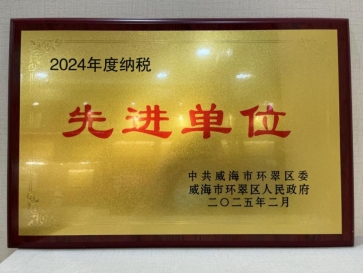 2024年度纳税
先进单位
中共威海市环翠区委
威海市环翠区人民政府
二〇二五年二月